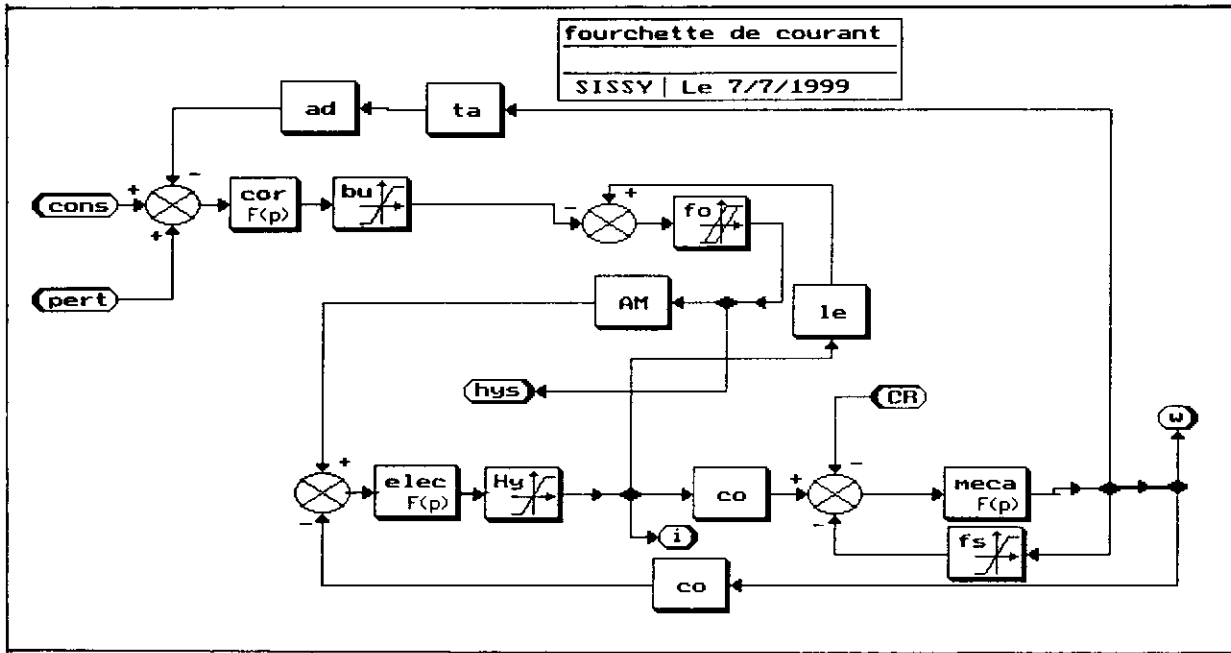 fourchette de courant
SISSY | Le 7/7/1999
ad
ta
-
+
cons
cor
F(p)
bu
-
+
fo
+
pert
AM
le
hys
CR
w
+
elec
F(p)
Hy
co
+
-
meca
F(p)
-
-
i
fs
co